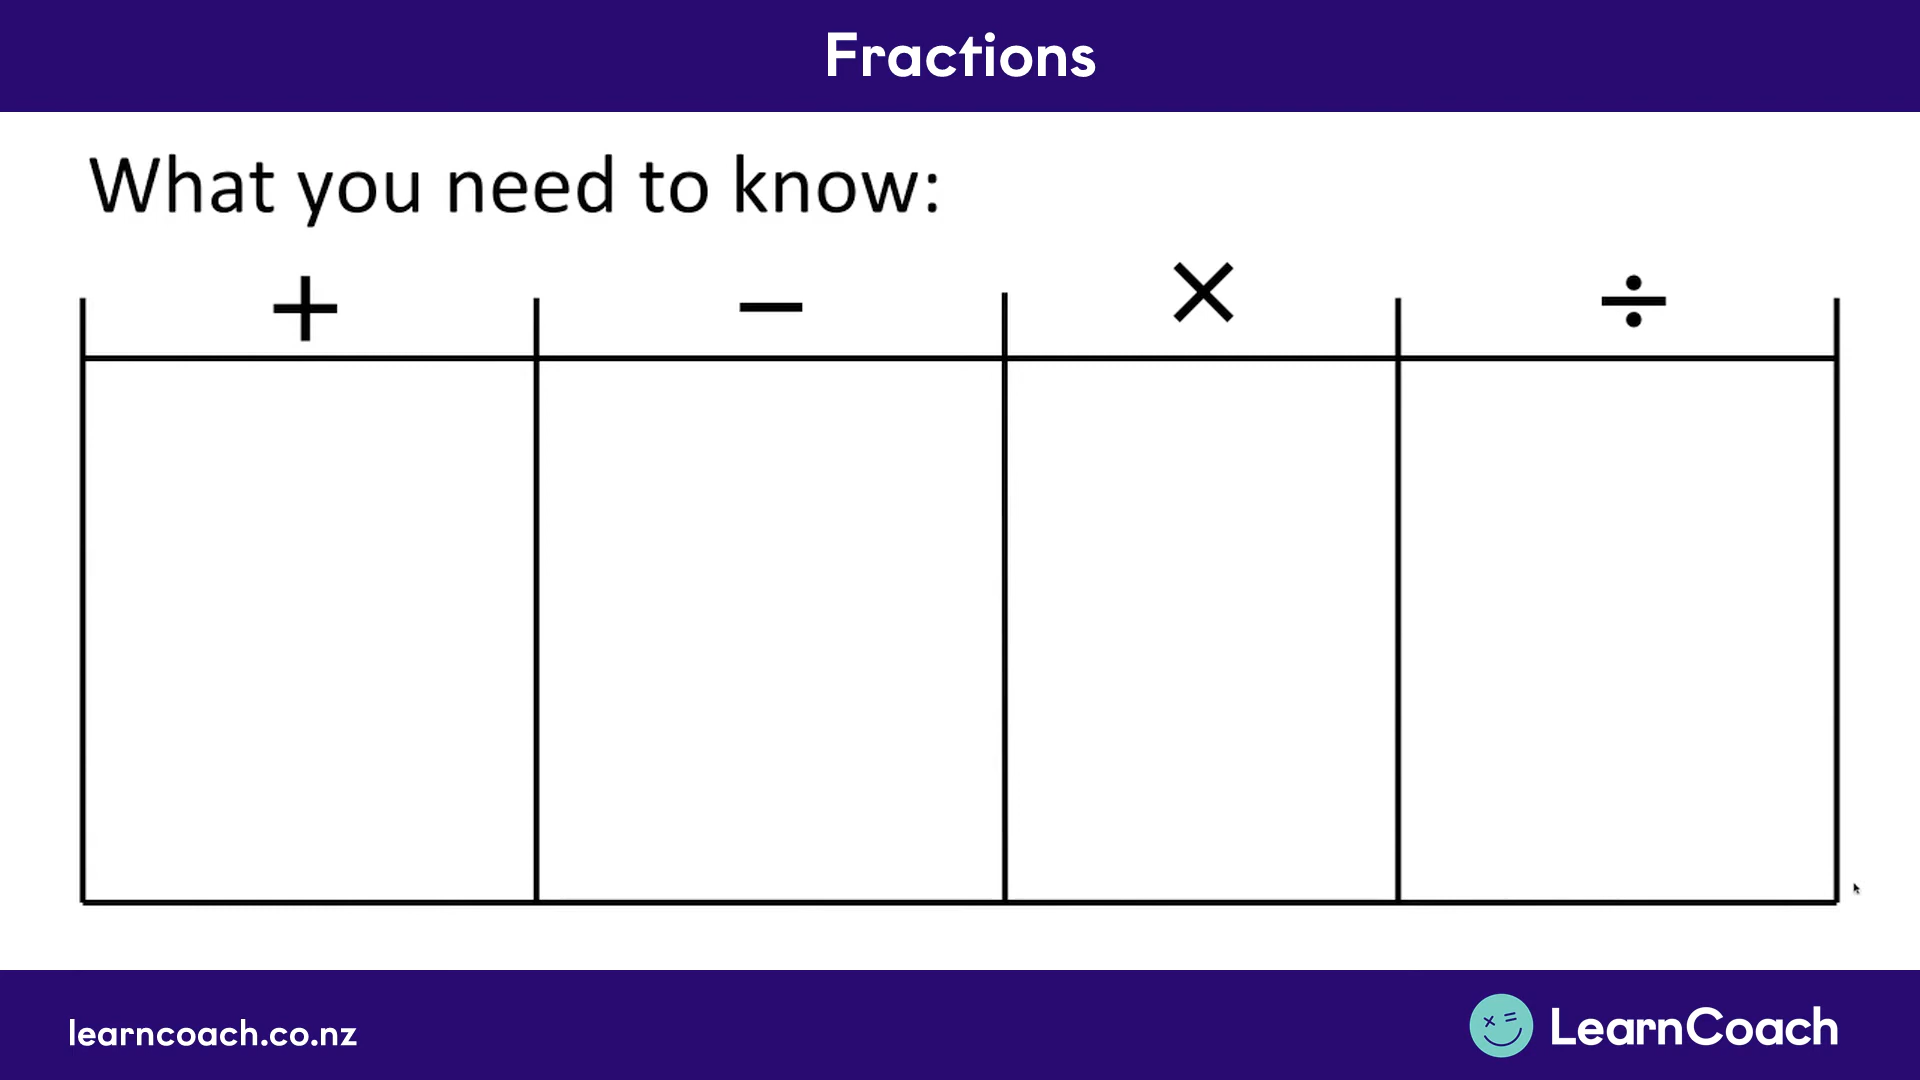 Fractions
What you need to know:
+ − × ÷
learncoach.co.nz
LearnCoach